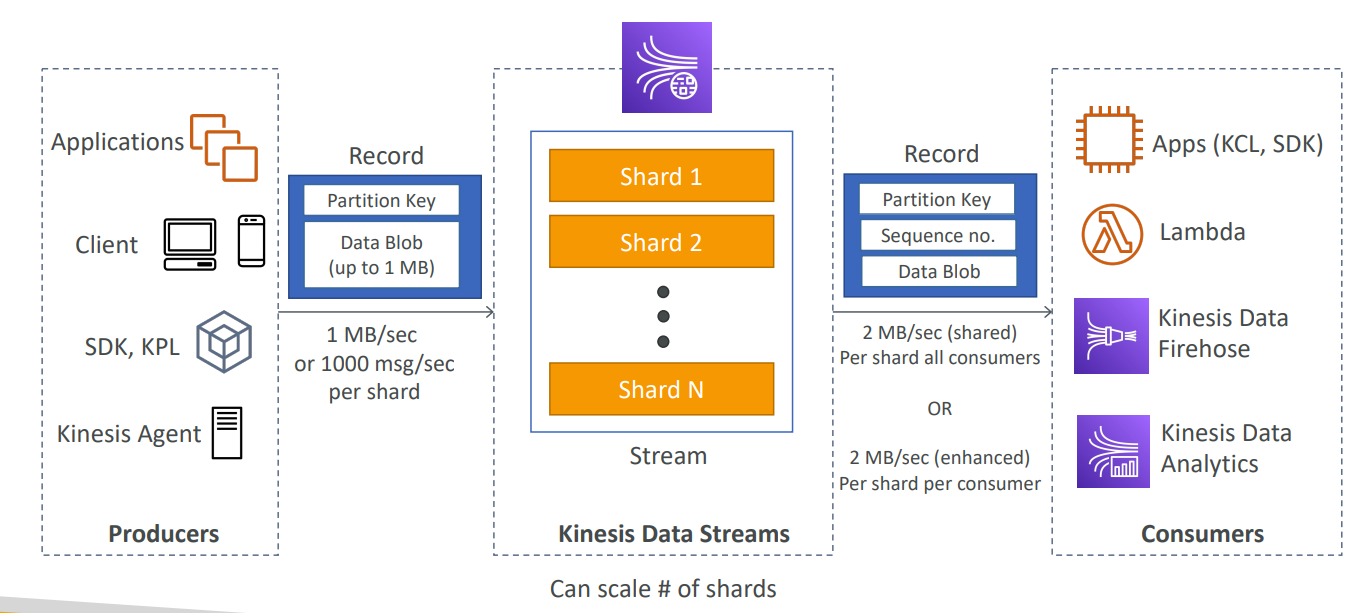 Applications
Client
SDK, KPL
Kinesis Agent
Producers
Record
Partition Key
Data Blob
(up to 1 MB)
1 MB/sec
or 1000 msg/sec
per shard
Shard 1
Shard 2
Shard N
Stream
Kinesis Data Streams
Can scale # of shards
Record
Partition Key
Sequence no.
Data Blob
2 MB/sec (shared)
Per shard all consumers
OR
2 MB/sec (enhanced)
Per shard per consumer
Apps (KCL, SDK)
Lambda
Kinesis Data
Firehose
Kinesis Data
Analytics
Consumers